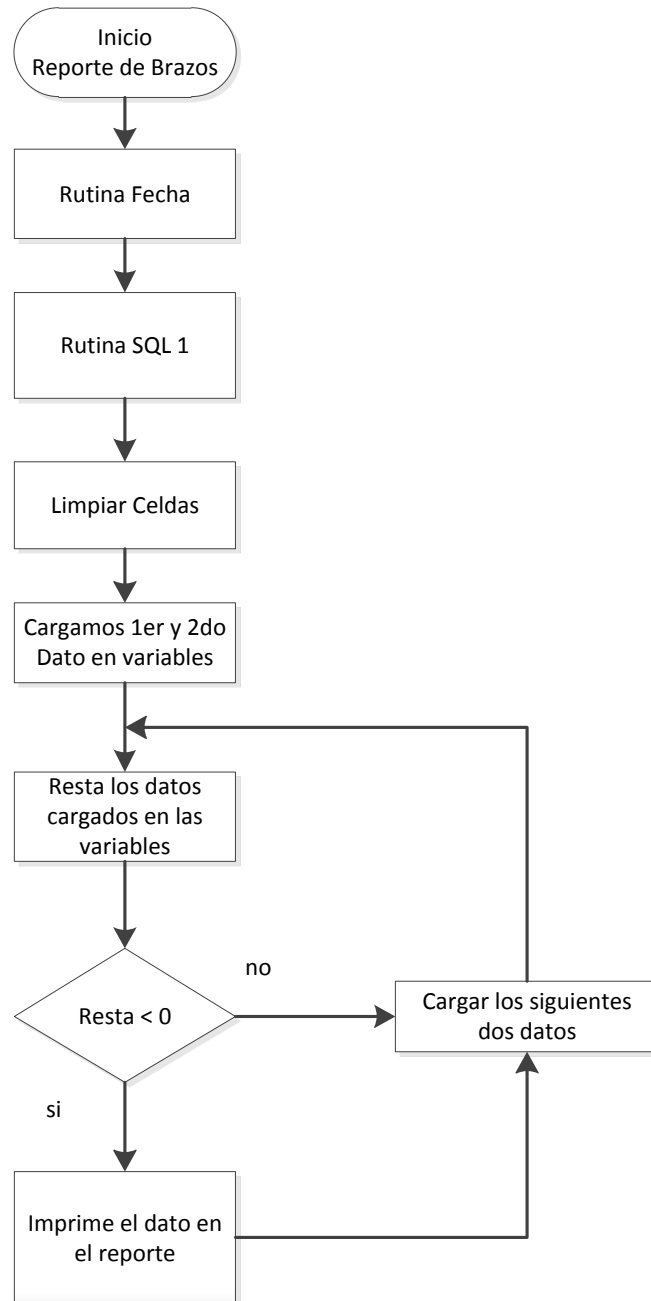 Inicio
Reporte de Brazos
Rutina Fecha
Rutina SQL 1
Limpiar Celdas
Cargamos 1er y 2do
Dato en variables
Resta los datos
cargados en las
variables
Resta < 0
no
Cargar los siguientes
dos datos
si
Imprime el dato en
el reporte